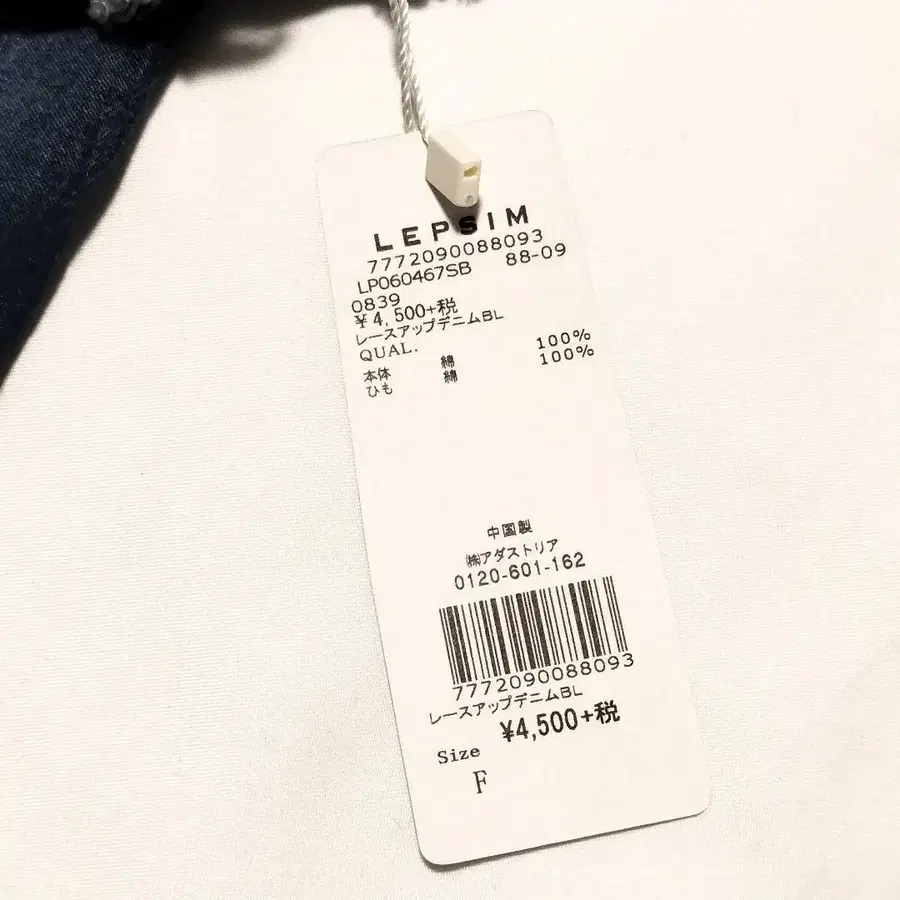 LEPSIM
7772090088093
LP060467SB 88-09
0839
¥4,500+税
レースアップデニムBL
QUAL.
本体 綿 100%
ひも 綿 100%
中国製
㈱アダストリア
0120-601-162
7772090088093
レースアップデニムBL
¥4,500+税
Size
F